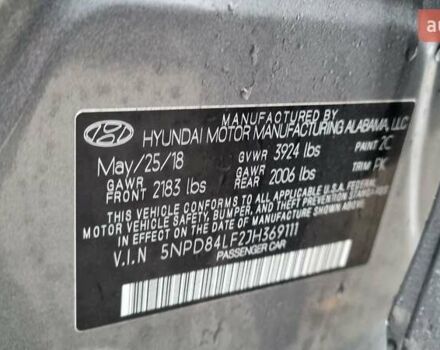 au
MANUFACTURED BY
HYUNDAI MOTOR MANUFACTURING ALABAMA, LLC
May/25/18 GVWR 3924 lbs PAINT 2C
GAWR FRONT 2183 lbs GAWR REAR 2006 lbs TRIM PK
THIS VEHICLE CONFORMS TO ALL APPLICABLE U.S. FEDERAL
MOTOR VEHICLE SAFETY, BUMPER, AND THEFT PREVENTION STANDARDS
IN EFFECT ON THE DATE OF MANUFACTURE SHOWN ABOVE.
V.I.N 5NPD84LF2JH369111
PASSENGER CAR